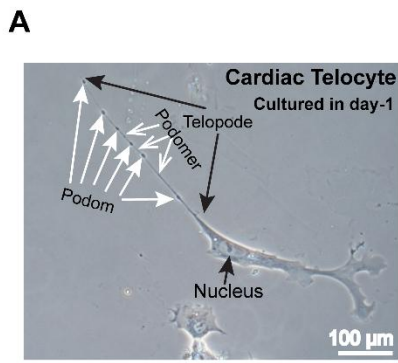 A
Cardiac Telocyte
Cultured in day-1
Telopode
Podomer
Podom
Nucleus
100 µm